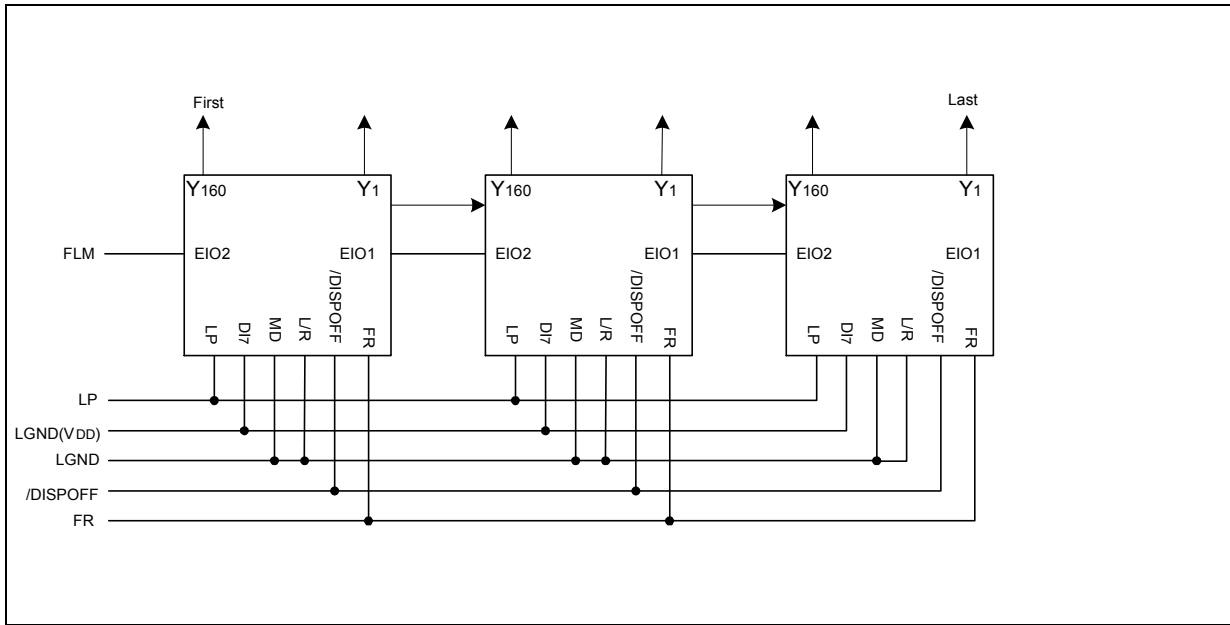 First
Last
Y160 Y1 Y160 Y1 Y160 Y1
FLM EIO2 EIO1 EIO2 EIO1 EIO2 EIO1
LP DI7 MD L/R /DISPOFF FR LP DI7 MD L/R /DISPOFF FR LP DI7 MD L/R /DISPOFF FR
LP
LGND(VDD)
LGND
/DISPOFF
FR